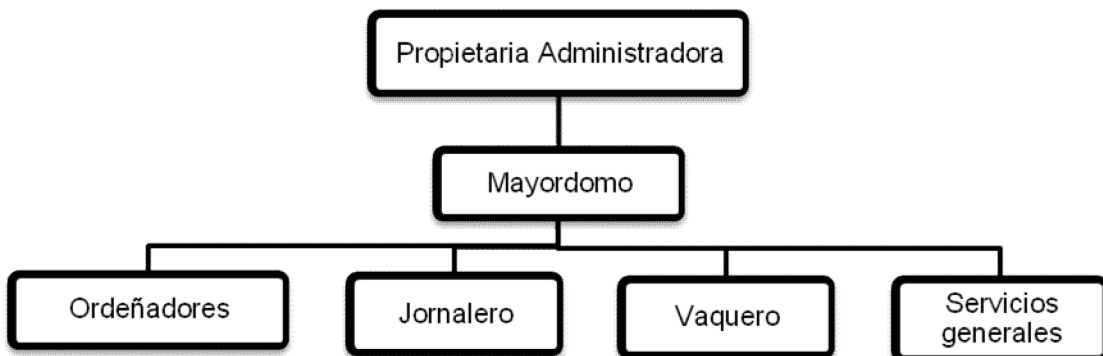 Propietaria Administradora
Mayordomo
Ordeñadores
Jornalero
Vaquero
Servicios
generales